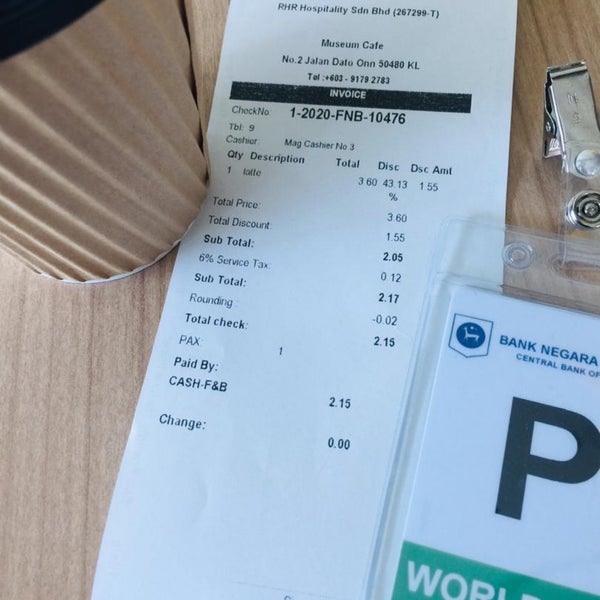 RHR Hospitality Sdn Bhd (267299-T)
Museum Cafe
No.2 Jalan Dato Onn 50480 KL
Tel :+603 - 9179 2783
INVOICE
CheckNo: 1-2020-FNB-10476
Tbl: 9
Cashier: Mag Cashier No 3
Qty Description Total Disc Dsc Amt
1 latte 3.60 43.13 % 1.55
Total Price: 3.60
Total Discount: 1.55
Sub Total: 2.05
6% Service Tax: 0.12
Sub Total: 2.17
Rounding : -0.02
Total check: 2.15
PAX: 1
Paid By:
CASH-F&B 2.15
Change: 0.00
BANK NEGARA
CENTRAL BANK OF
P
WORL